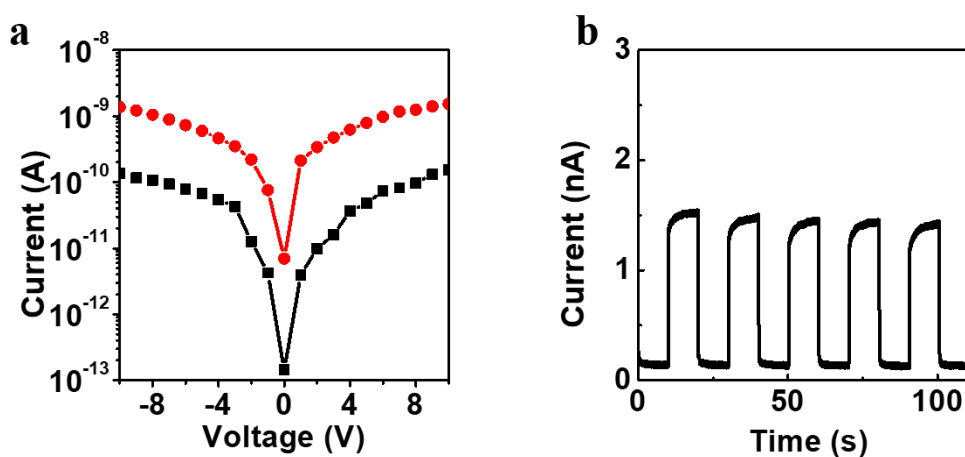 a
10⁻⁸
10⁻⁹
10⁻¹⁰
10⁻¹¹
10⁻¹²
10⁻¹³
Current (A)
-8 -4 0 4 8
Voltage (V)
b
3
2
1
0
Current (nA)
0 50 100
Time (s)